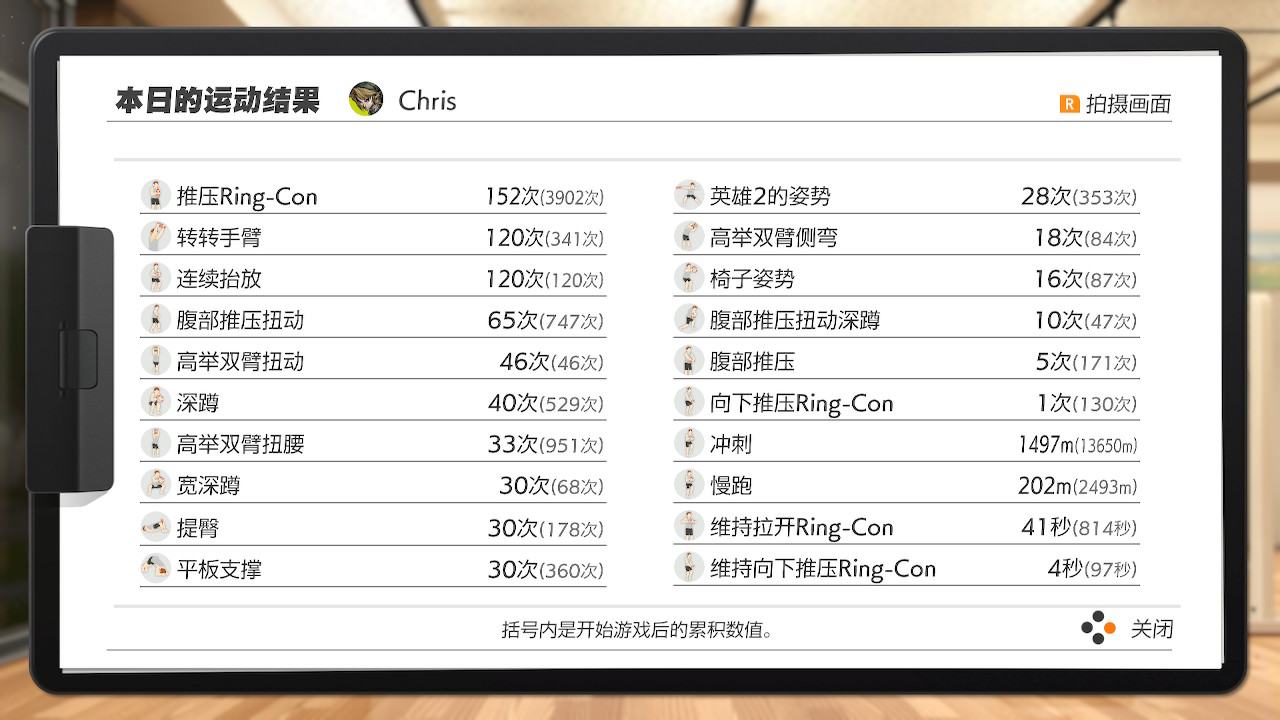 本日的运动结果 Chris
R 拍摄画面
推压Ring-Con 152次(3902次)
转转手臂 120次(341次)
连续抬放 120次(120次)
腹部推压扭动 65次(747次)
高举双臂扭动 46次(46次)
深蹲 40次(529次)
高举双臂扭腰 33次(951次)
宽深蹲 30次(68次)
提臀 30次(178次)
平板支撑 30次(360次)
英雄2的姿势 28次(353次)
高举双臂侧弯 18次(84次)
椅子姿势 16次(87次)
腹部推压扭动深蹲 10次(47次)
腹部推压 5次(171次)
向下推压Ring-Con 1次(130次)
冲刺 1497m(13650m)
慢跑 202m(2493m)
维持拉开Ring-Con 41秒(814秒)
维持向下推压Ring-Con 4秒(97秒)
括号内是开始游戏后的累积数值。
关闭